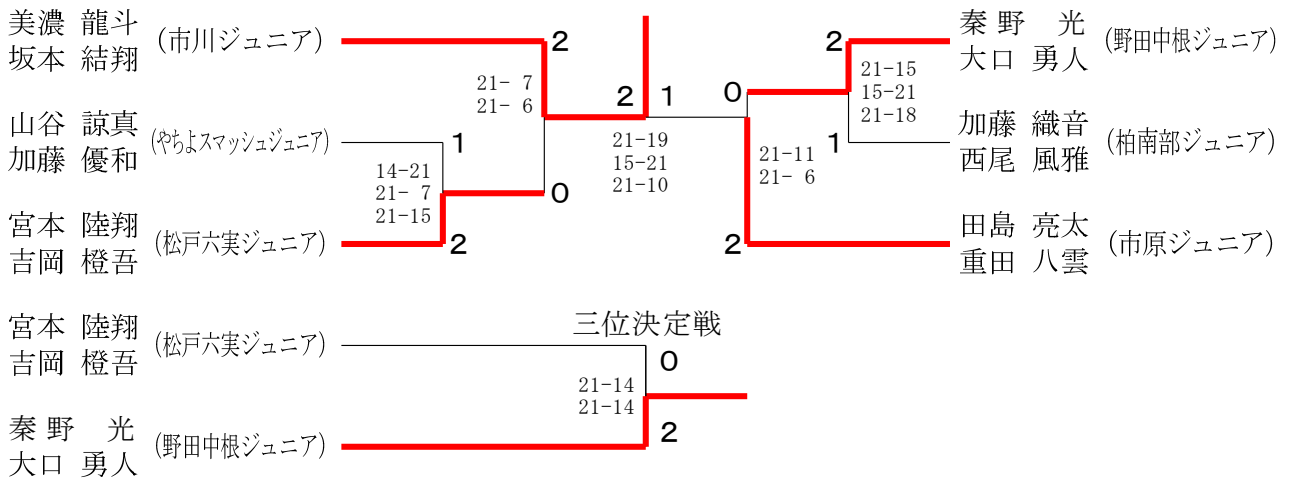 美濃 龍斗
坂本 結翔
(市川ジュニア)
山谷 諒真
加藤 優和
(やちよスマッシュジュニア)
宮本 陸翔
吉岡 橙吾
(松戸六実ジュニア)
2
21- 7
21- 6
1
14-21
21- 7
21-15
0
2
2
1
21-19
15-21
21-10
0
2
21-15
15-21
21-18
1
21-11
21- 6
2
秦野 光
大口 勇人
(野田中根ジュニア)
加藤 織音
西尾 風雅
(柏南部ジュニア)
田島 亮太
重田 八雲
(市原ジュニア)
三位決定戦
宮本 陸翔
吉岡 橙吾
(松戸六実ジュニア)
0
21-14
21-14
2
秦野 光
大口 勇人
(野田中根ジュニア)